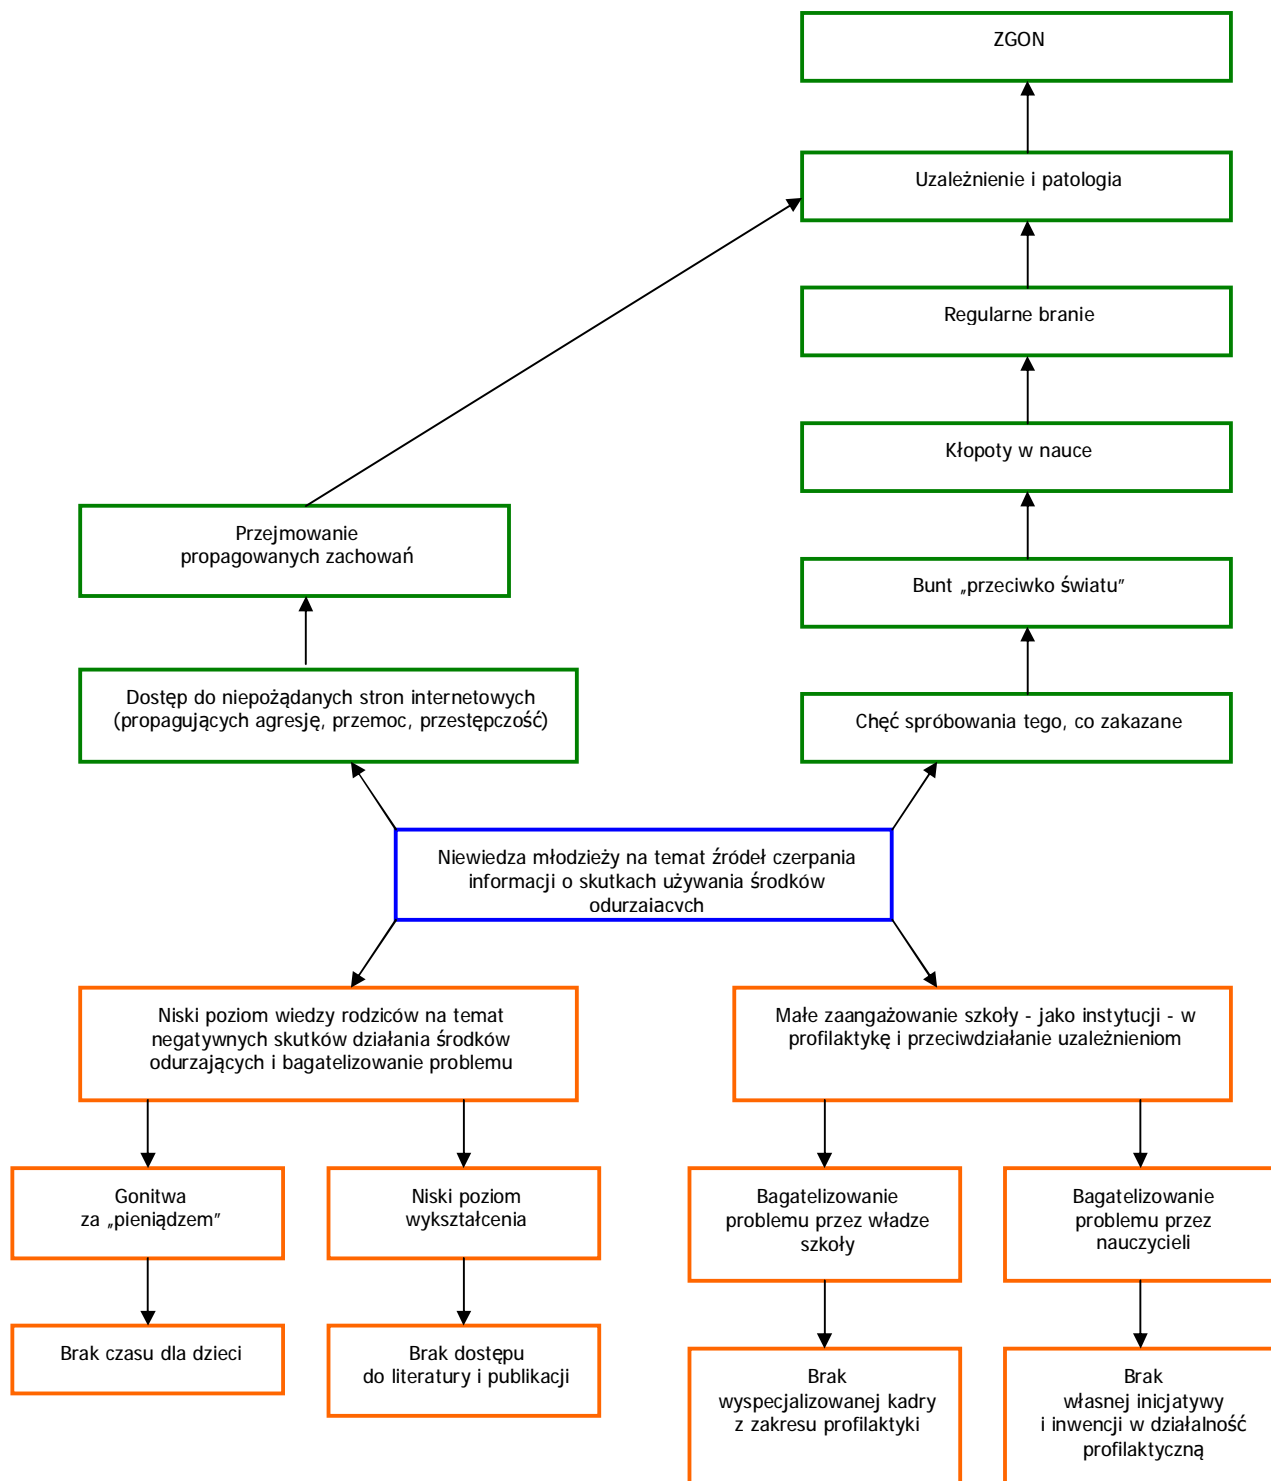 ZGON
Uzależnienie i patologia
Regularne branie
Kłopoty w nauce
Przejmowanie
propagowanych zachowań
Bunt „przeciwko światu”
Dostęp do niepożądanych stron internetowych
(propagujących agresję, przemoc, przestępczość)
Chęć spróbowania tego, co zakazane
Niewiedza młodzieży na temat źródeł czerpania
informacji o skutkach używania środków
odurzających
Niski poziom wiedzy rodziców na temat
negatywnych skutków działania środków
odurzających i bagatelizowanie problemu
Małe zaangażowanie szkoły - jako instytucji - w
profilaktykę i przeciwdziałanie uzależnieniom
Gonitwa
za „pieniądzem”
Niski poziom
wykształcenia
Bagatelizowanie
problemu przez władze
szkoły
Bagatelizowanie
problemu przez
nauczycieli
Brak czasu dla dzieci
Brak dostępu
do literatury i publikacji
Brak
wyspecjalizowanej kadry
z zakresu profilaktyki
Brak
własnej inicjatywy
i inwencji w działalność
profilaktyczną